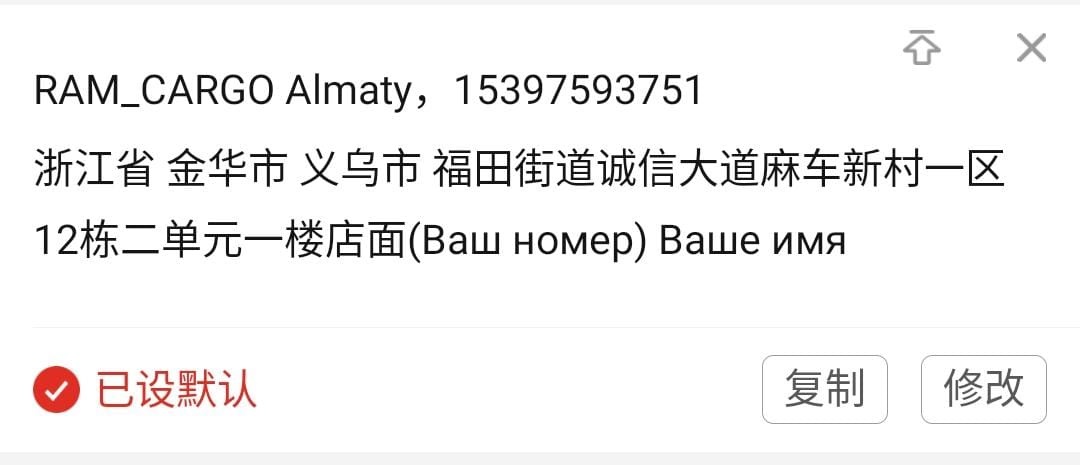 RAM_CARGO Almaty，15397593751
浙江省 金华市 义乌市 福田街道诚信大道麻车新村一区
12栋二单元一楼店面(Ваш номер) Ваше имя
已设默认 复制 修改